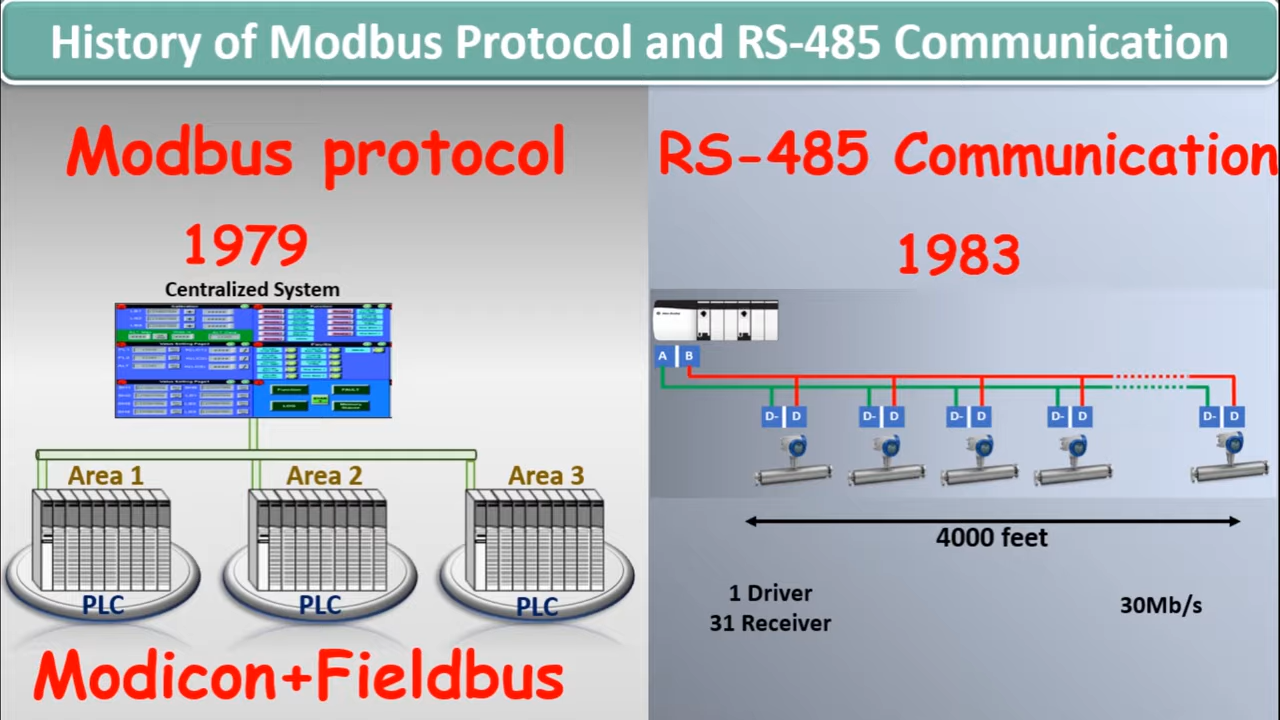 History of Modbus Protocol and RS-485 Communication
Modbus protocol
1979
Centralized System
Area 1
Area 2
Area 3
PLC
PLC
PLC
Modicon+Fieldbus
RS-485 Communication
1983
A B
D- D D- D D- D D- D D- D
4000 feet
1 Driver
31 Receiver
30Mb/s